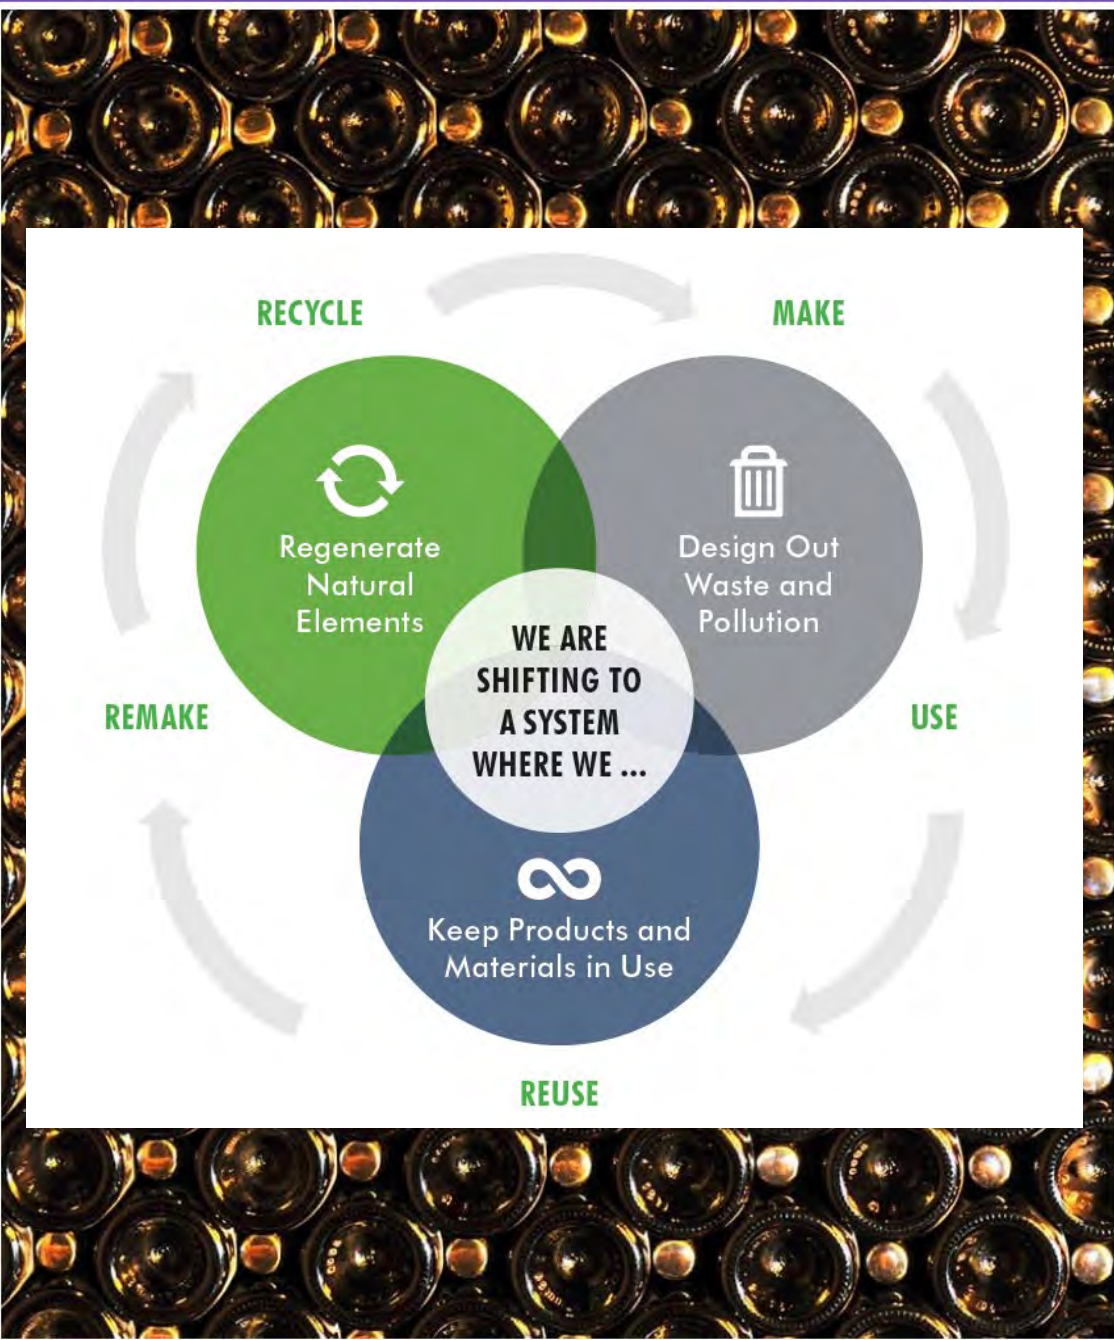 RECYCLE
MAKE
Regenerate
Natural
Elements
Design Out
Waste and
Pollution
WE ARE
SHIFTING TO
A SYSTEM
WHERE WE ...
REMAKE
USE
Keep Products and
Materials in Use
REUSE